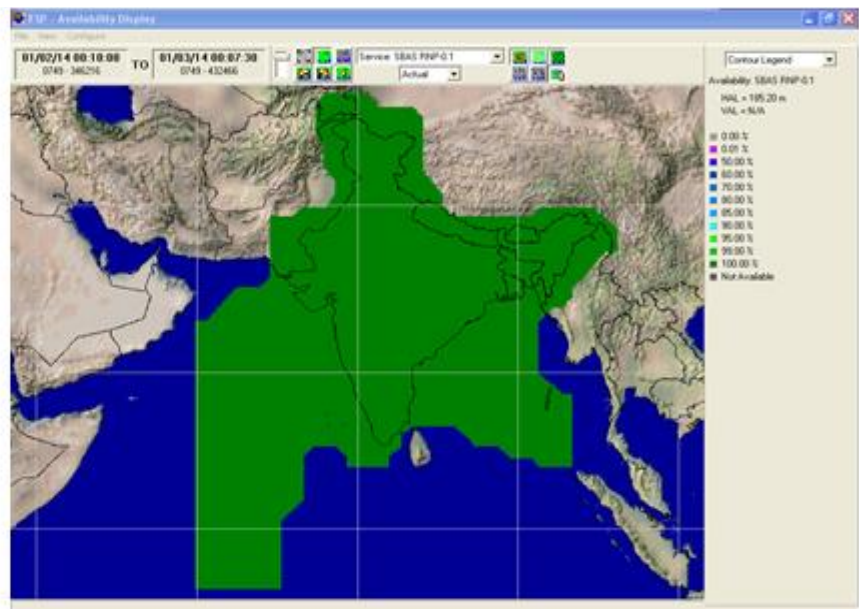 FSP - Availability Display
File View Configure
01/02/14 00:10:00
0749 - 346216
TO
01/03/14 00:07:30
0749 - 432466
Service: SBAS RNP-0.1
Actual
Contour Legend
Availability: SBAS RNP-0.1
HAL = 185.20 m
VAL = N/A
0.00 %
0.01 %
50.00 %
60.00 %
70.00 %
80.00 %
85.00 %
90.00 %
95.00 %
99.00 %
100.00 %
Not Available